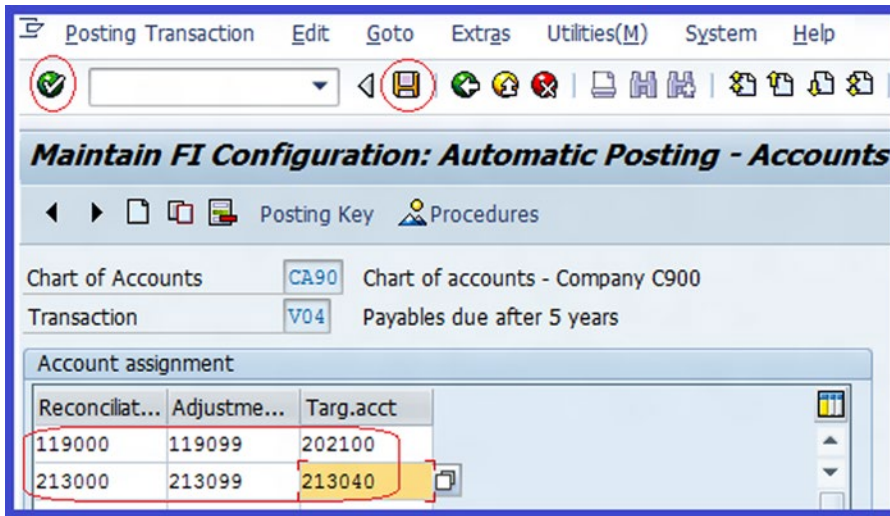 Posting Transaction Edit Goto Extras Utilities(M) System Help
Maintain FI Configuration: Automatic Posting - Accounts
Posting Key Procedures
Chart of Accounts CA90 Chart of accounts - Company C900
Transaction V04 Payables due after 5 years
Account assignment
Reconciliat... Adjustme... Targ.acct
119000 119099 202100
213000 213099 213040